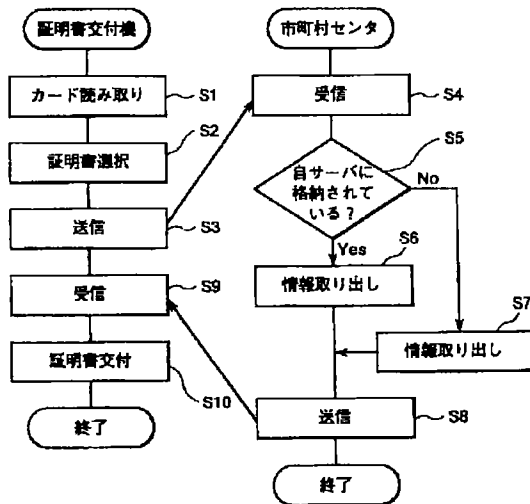 証明書交付機
カード読み取り
S1
S2
証明書選択
送信
S3
S9
受信
証明書交付
S10
終了
市町村センタ
受信
S4
S5
自サーバに
格納されて
いる？
No
Yes
S6
情報取り出し
S7
情報取り出し
送信
S8
終了